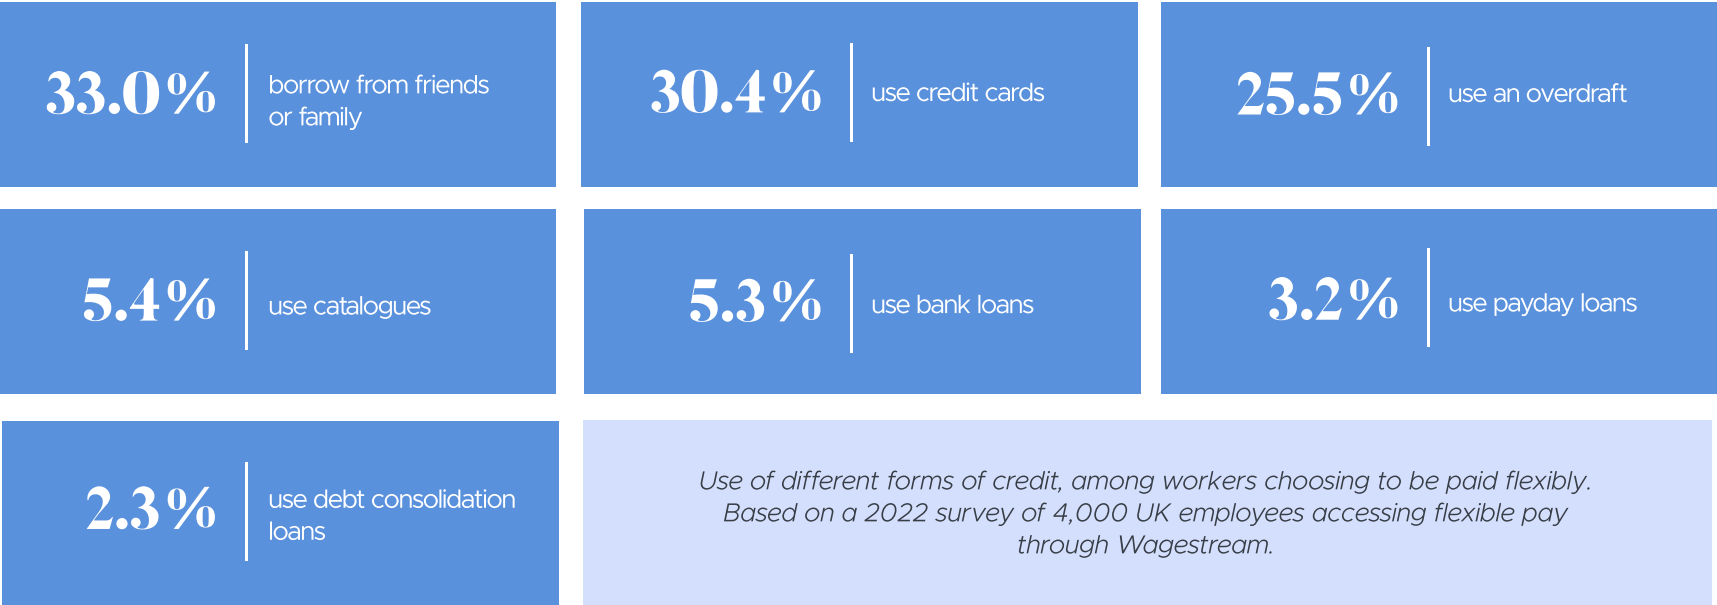 33.0%
borrow from friends
or family
30.4%
use credit cards
25.5%
use an overdraft
5.4%
use catalogues
5.3%
use bank loans
3.2%
use payday loans
2.3%
use debt consolidation
loans
Use of different forms of credit, among workers choosing to be paid flexibly.
Based on a 2022 survey of 4,000 UK employees accessing flexible pay
through Wagestream.